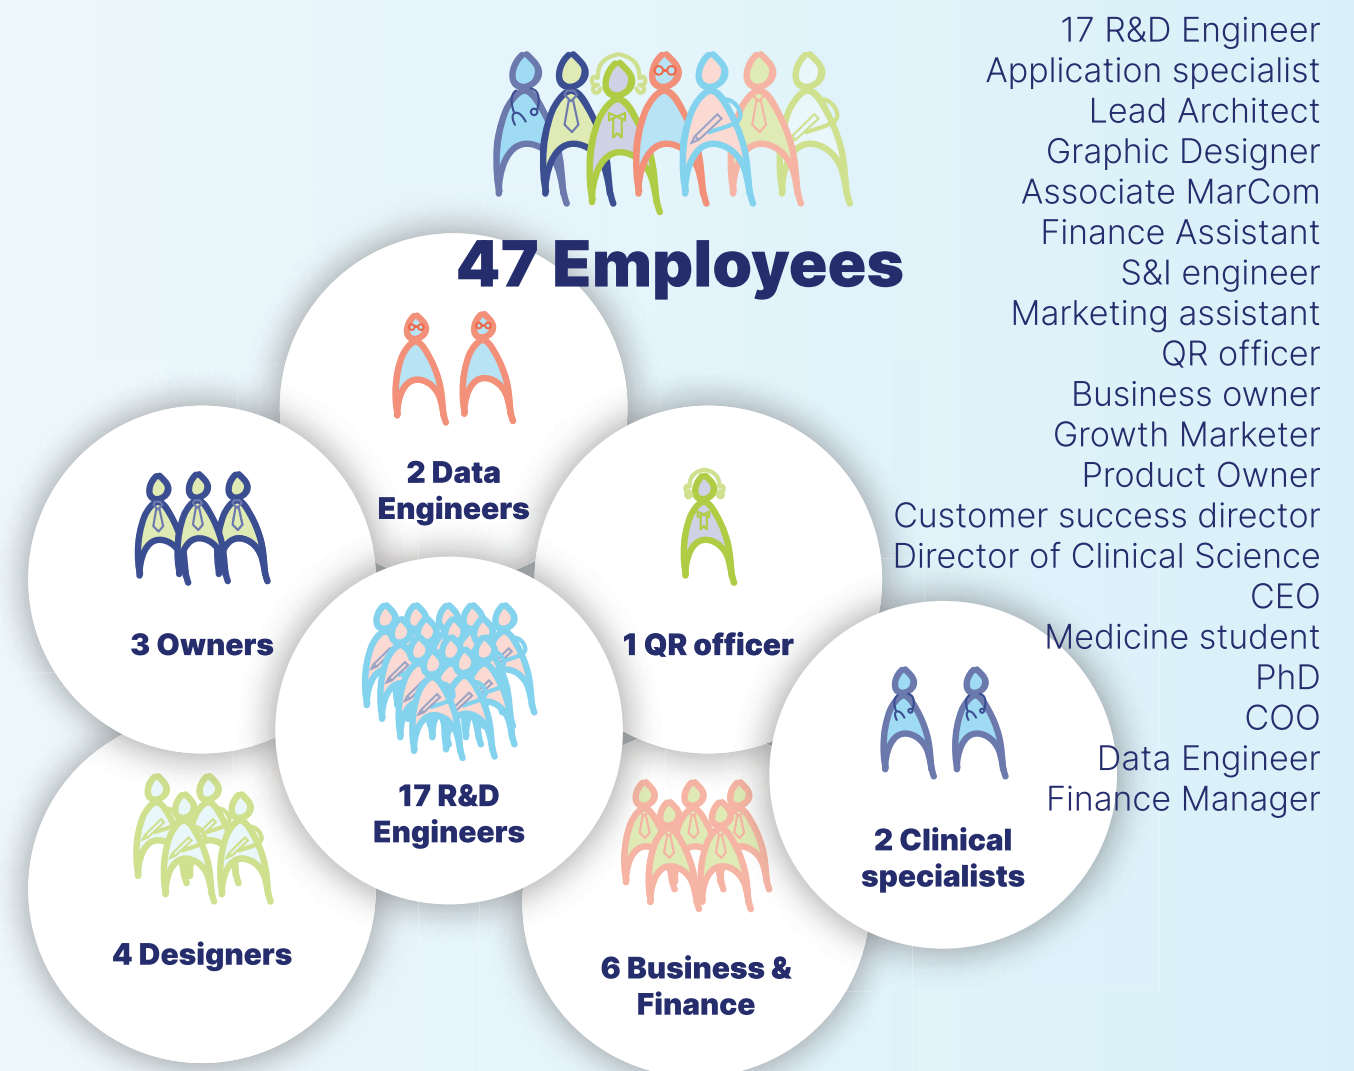 47 Employees
2 Data
Engineers
3 Owners
1 QR officer
17 R&D
Engineers
2 Clinical
specialists
4 Designers
6 Business &
Finance
17 R&D Engineer
Application specialist
Lead Architect
Graphic Designer
Associate MarCom
Finance Assistant
S&I engineer
Marketing assistant
QR officer
Business owner
Growth Marketer
Product Owner
Customer success director
Director of Clinical Science
CEO
Medicine student
PhD
COO
Data Engineer
Finance Manager